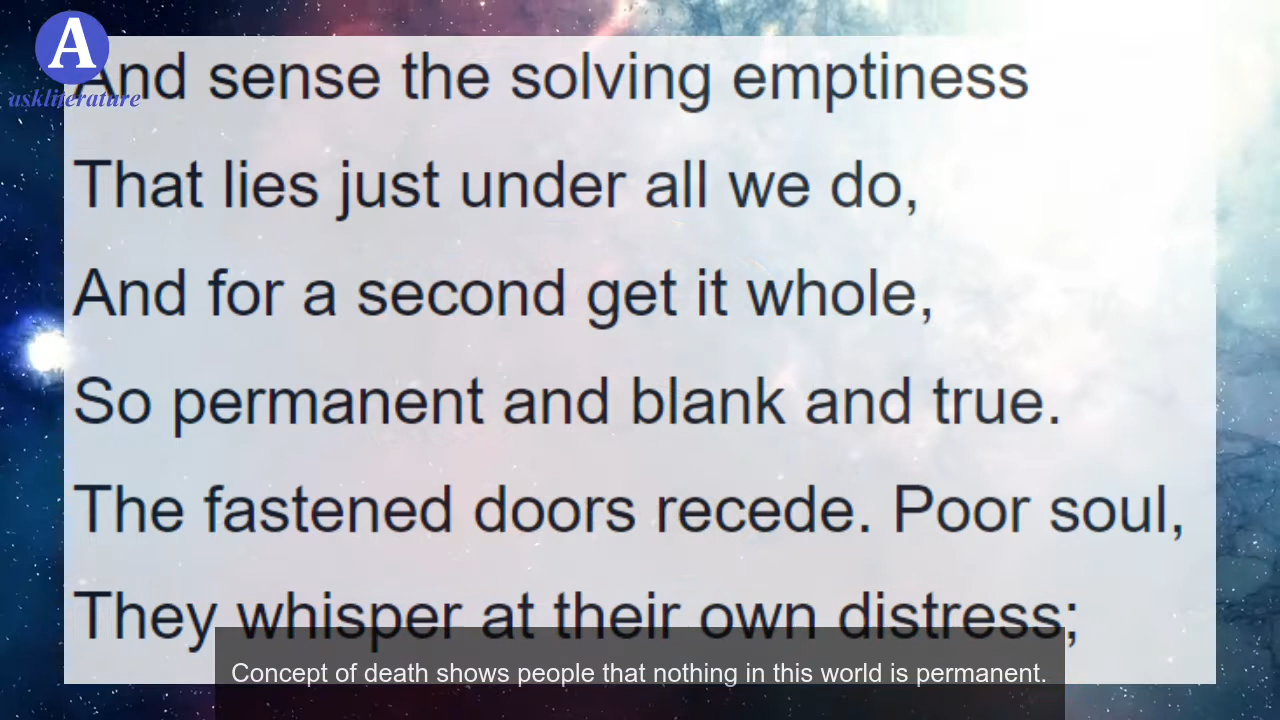 A
askliterature
And sense the solving emptiness
That lies just under all we do,
And for a second get it whole,
So permanent and blank and true.
The fastened doors recede. Poor soul,
They whisper at their own distress;
Concept of death shows people that nothing in this world is permanent.